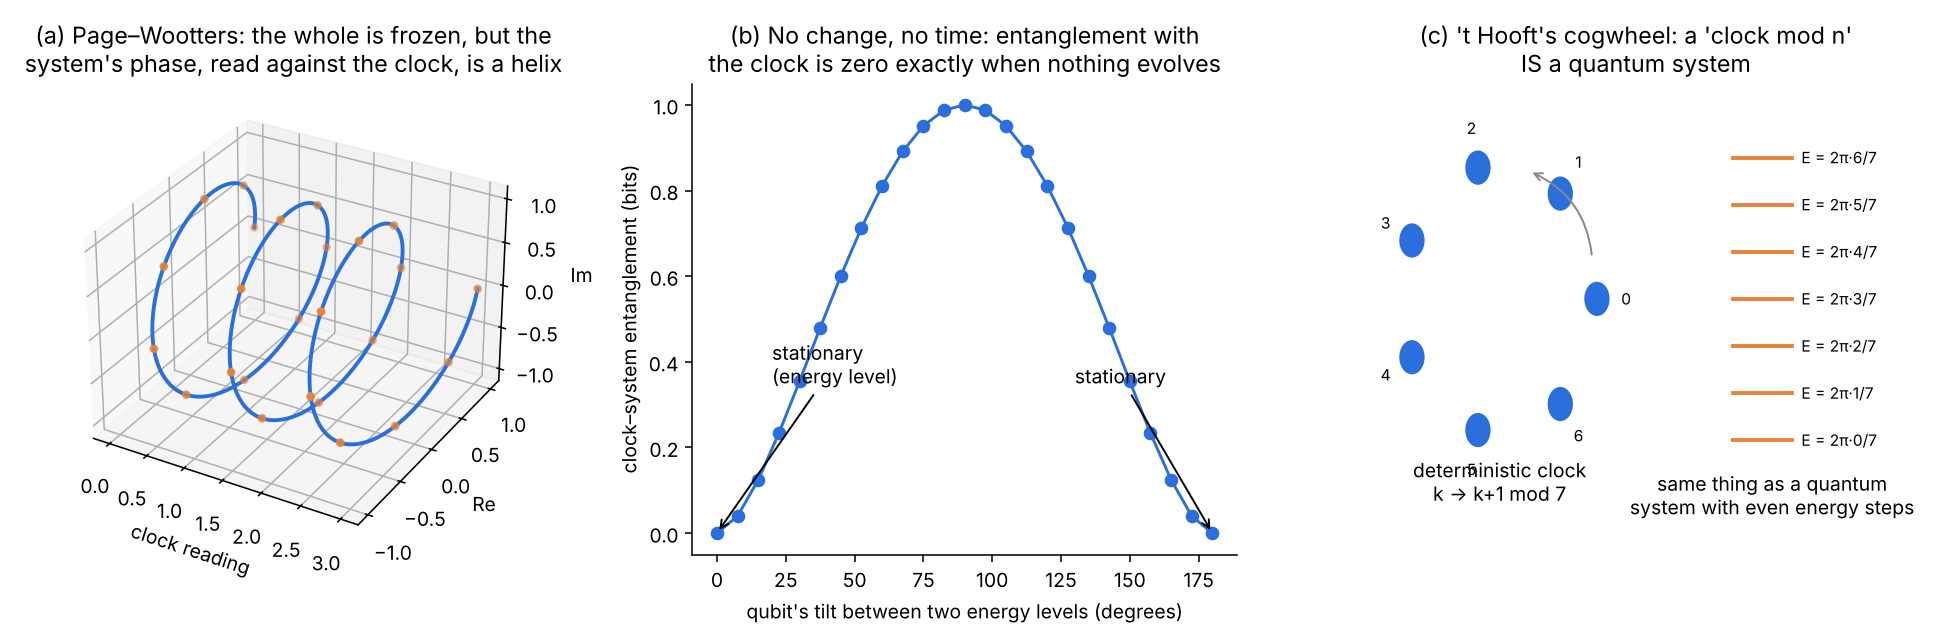 (a) Page–Wootters: the whole is frozen, but the
system's phase, read against the clock, is a helix
1.0
0.5
0.0
−0.5
−1.0
Im
1.0
0.5
0.0
−0.5
−1.0
Re
0.0
0.5
1.0
1.5
2.0
2.5
3.0
clock reading
(b) No change, no time: entanglement with
the clock is zero exactly when nothing evolves
1.0
0.8
0.6
0.4
0.2
0.0
clock–system entanglement (bits)
stationary
(energy level)
stationary
0
25
50
75
100
125
150
175
qubit's tilt between two energy levels (degrees)
(c) 't Hooft's cogwheel: a 'clock mod n'
IS a quantum system
2
1
3
0
4
6
5
deterministic clock
k → k+1 mod 7
E = 2π·6/7
E = 2π·5/7
E = 2π·4/7
E = 2π·3/7
E = 2π·2/7
E = 2π·1/7
E = 2π·0/7
same thing as a quantum
system with even energy steps